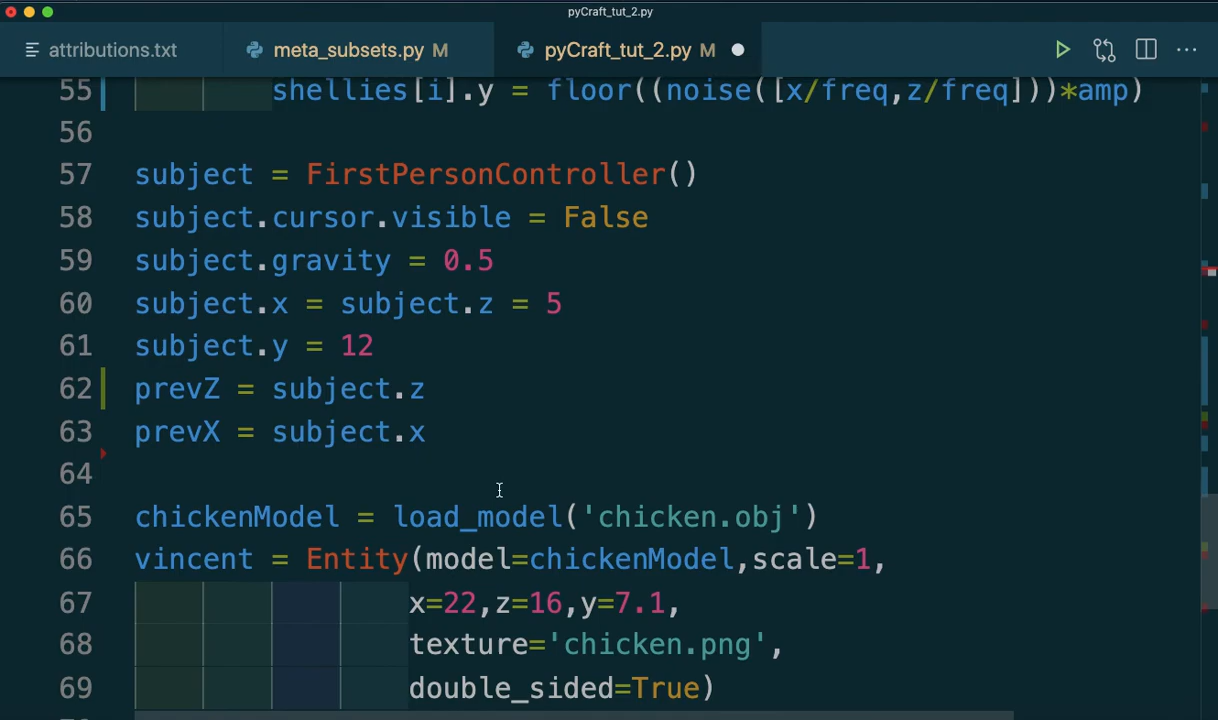 pyCraft_tut_2.py
attributions.txt meta_subsets.py M pyCraft_tut_2.py M
55 shellies[i].y = floor((noise([x/freq,z/freq]))*amp)
56
57 subject = FirstPersonController()
58 subject.cursor.visible = False
59 subject.gravity = 0.5
60 subject.x = subject.z = 5
61 subject.y = 12
62 prevZ = subject.z
63 prevX = subject.x
64
65 chickenModel = load_model('chicken.obj')
66 vincent = Entity(model=chickenModel,scale=1,
67 x=22,z=16,y=7.1,
68 texture='chicken.png',
69 double_sided=True)